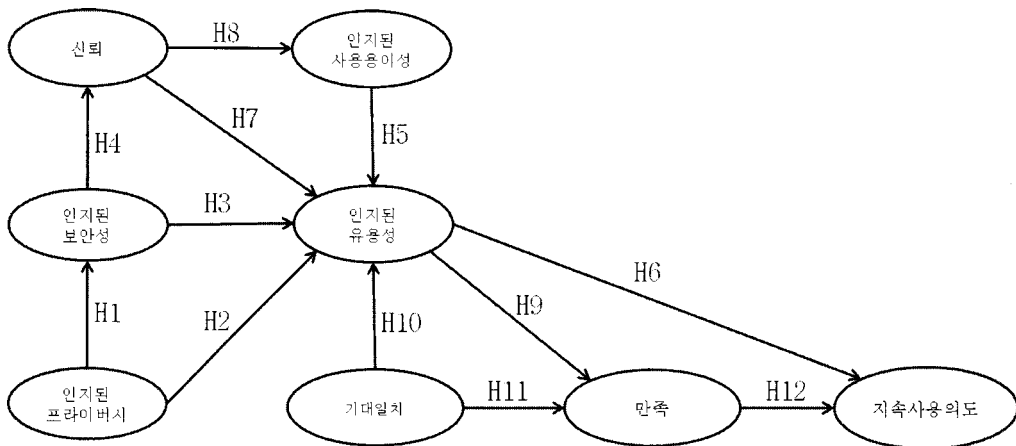 신뢰
H8
인지된
사용용이성
H7
H5
H4
인지된
보안성
H3
인지된
유용성
H6
H1
H2
H10
H9
인지된
프라이버시
기대일치
H11
만족
H12
지속사용의도